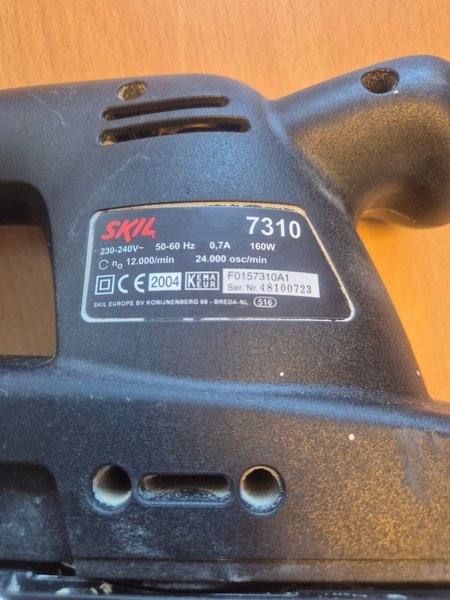 SKIL 7310
230-240V~ 50-60 Hz 0,7A 160W
n₀ 12.000/min 24.000 osc/min
CE 2004 KEMA KEUR F0157310A1
Ser. Nr. 48100723
SKIL EUROPE BV KONIJNENBERG 60 - BREDA-NL 516